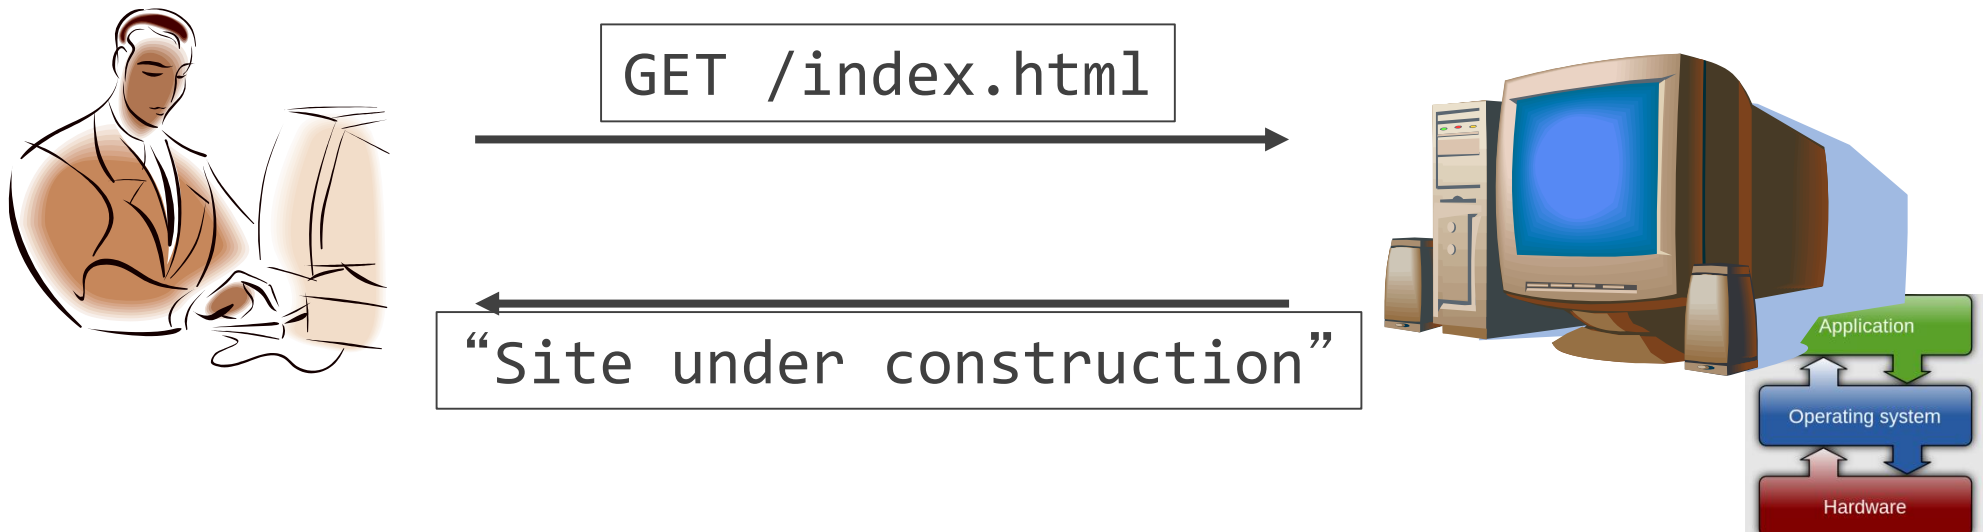 GET /index.html
“Site under construction”
Application
Operating system
Hardware